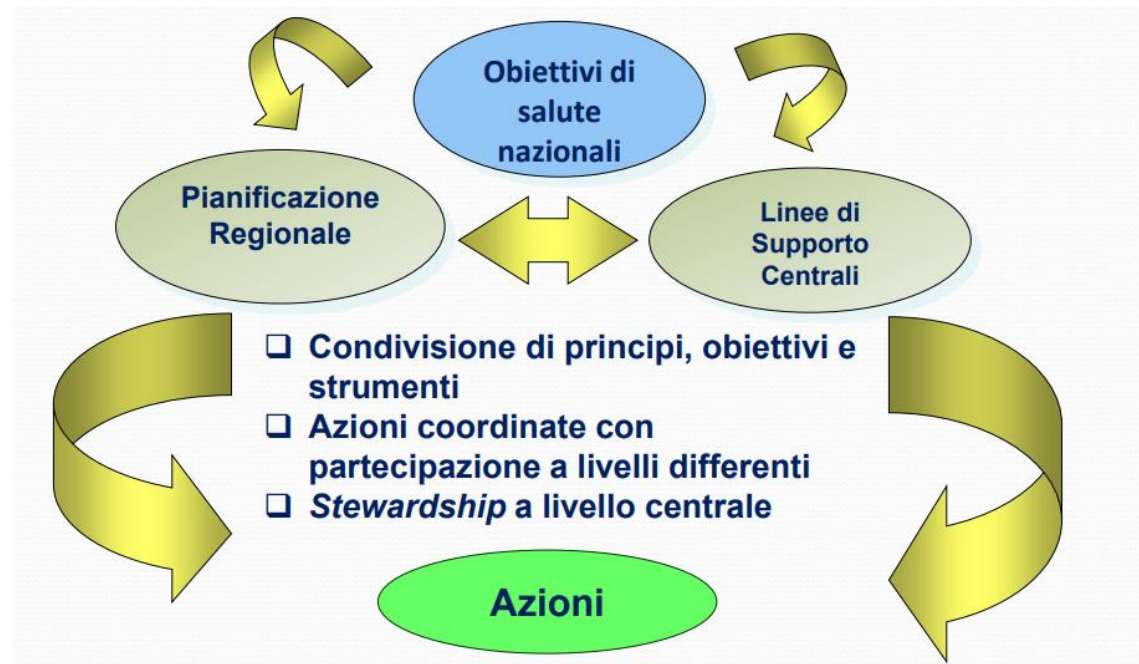 Obiettivi di
salute
nazionali
Pianificazione
Regionale
Linee di
Supporto
Centrali
❑ Condivisione di principi, obiettivi e
strumenti
❑ Azioni coordinate con
partecipazione a livelli differenti
❑ Stewardship a livello centrale
Azioni